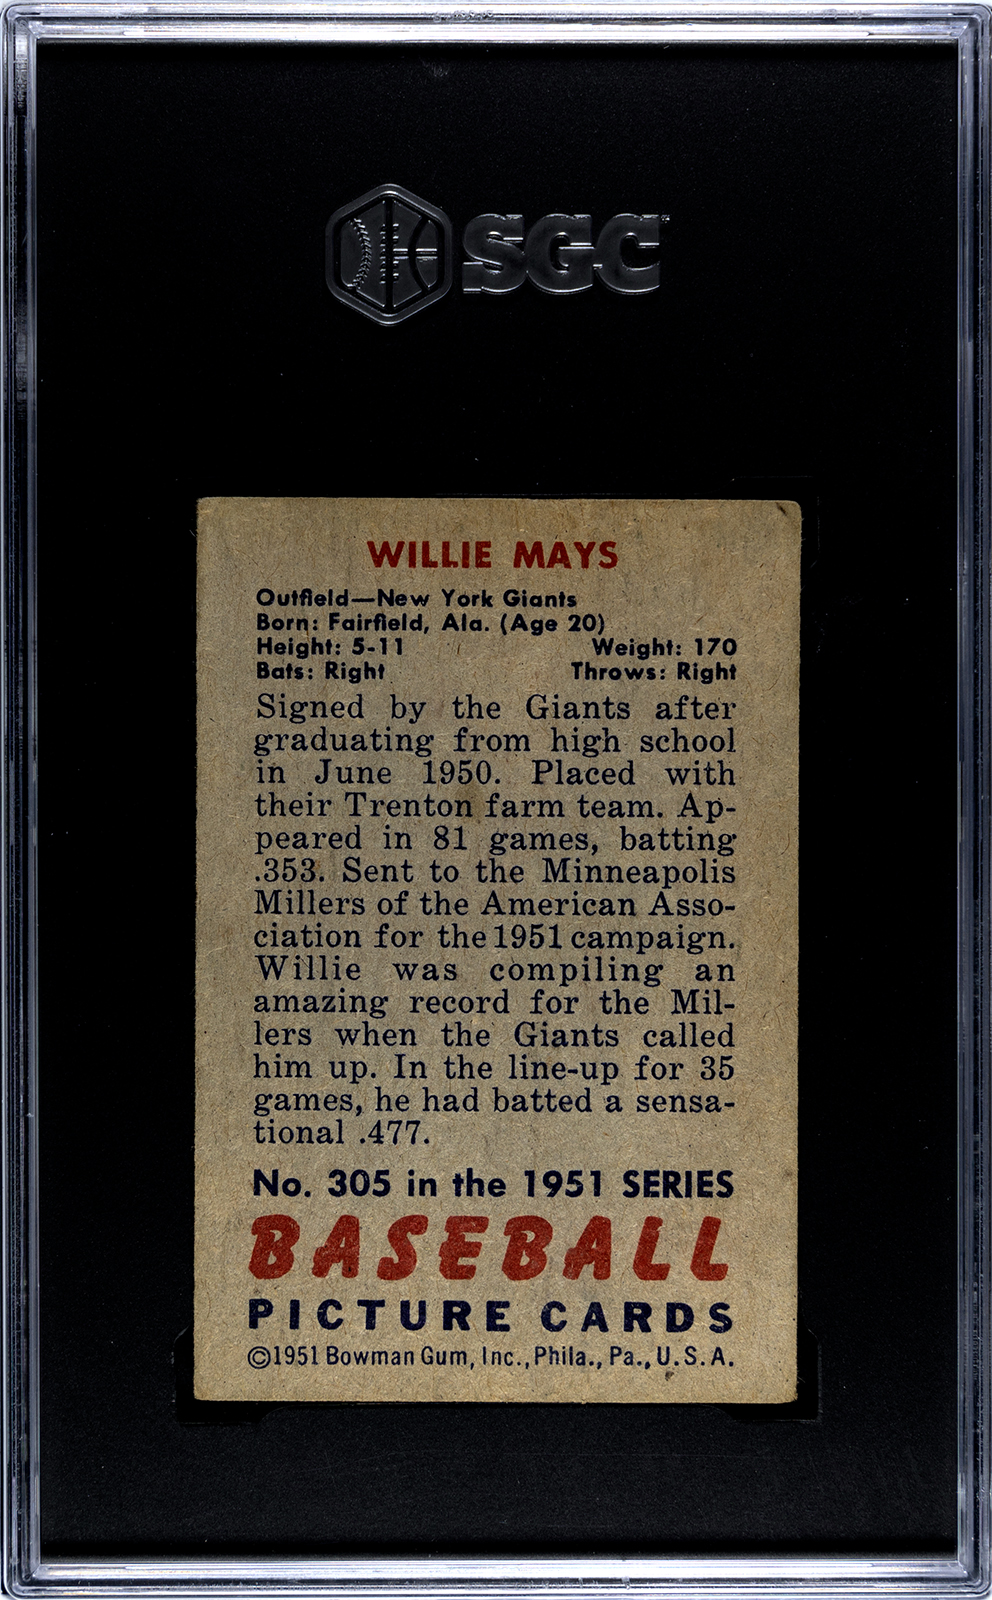 SGC
WILLIE MAYS
Outfield—New York Giants
Born: Fairfield, Ala. (Age 20)
Height: 5-11 Weight: 170
Bats: Right Throws: Right
Signed by the Giants after
graduating from high school
in June 1950. Placed with
their Trenton farm team. Ap-
peared in 81 games, batting
.353. Sent to the Minneapolis
Millers of the American Asso-
ciation for the 1951 campaign.
Willie was compiling an
amazing record for the Mil-
lers when the Giants called
him up. In the line-up for 35
games, he had batted a sensa-
tional .477.
No. 305 in the 1951 SERIES
BASEBALL
PICTURE CARDS
©1951 Bowman Gum, Inc., Phila., Pa., U.S.A.